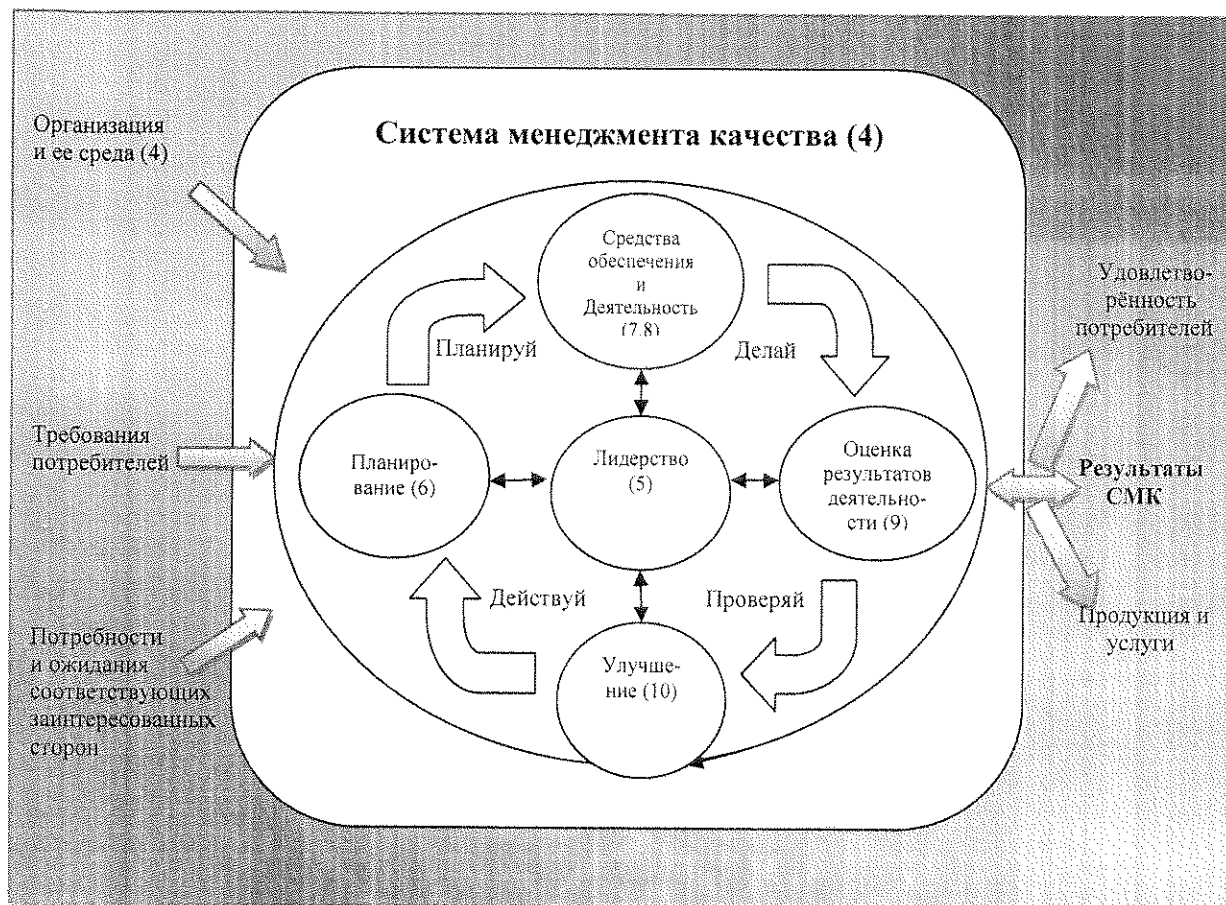 Организация
и ее среда (4)
Система менеджмента качества (4)
Средства
обеспечения
и
Деятельность
(7,8)
Планируй
Делай
Удовлетво-
рённость
потребителей
Требования
потребителей
Планиро-
вание (6)
Лидерство
(5)
Оценка
результатов
деятельно-
сти (9)
Результаты
СМК
Действуй
Проверяй
Потребности
и ожидания
соответствующих
заинтересованных
сторон
Улучше-
ние (10)
Продукция и
услуги